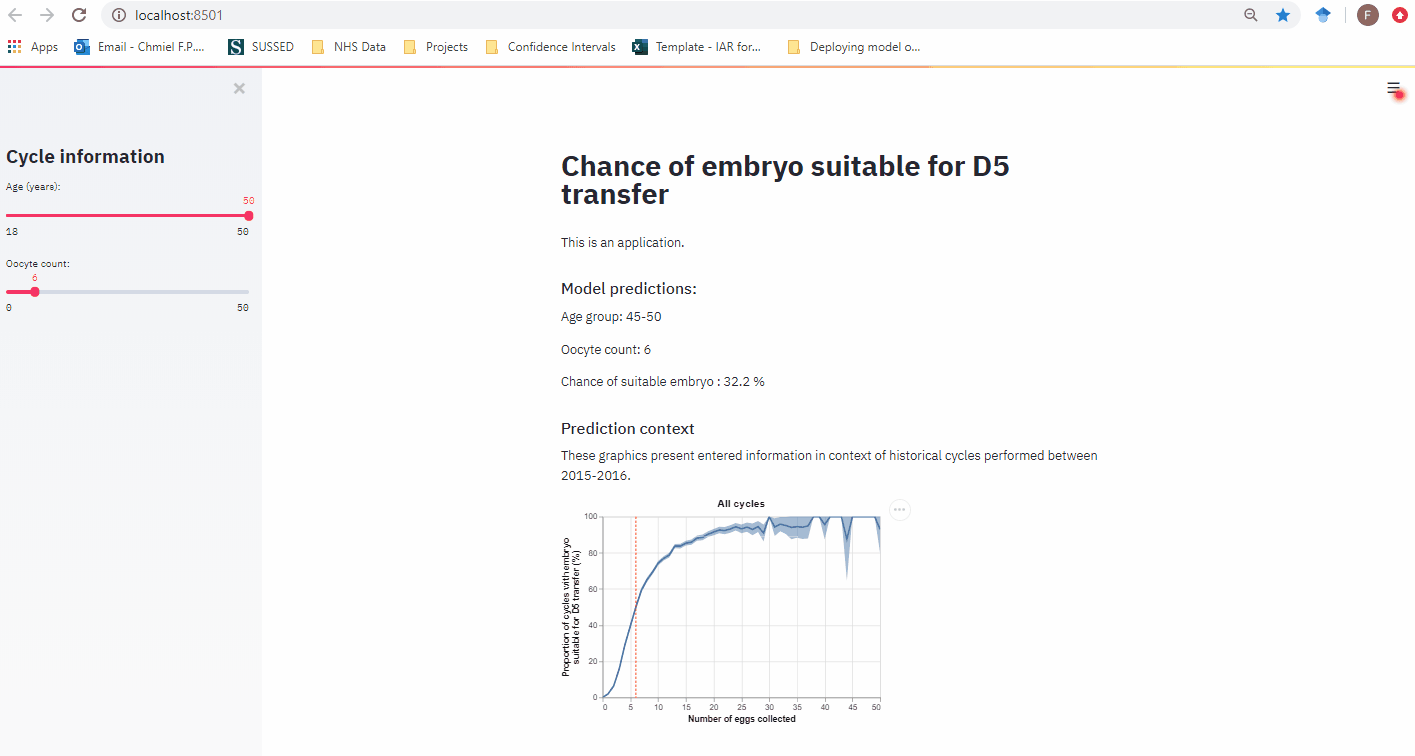 localhost:8501
F
Apps
Email - Chmiel F.P....
SUSSED
NHS Data
Projects
Confidence Intervals
Template - IAR for...
Deploying model o...
Cycle information
Age (years):
50
18 50
Oocyte count:
6
0 50
Chance of embryo suitable for D5
transfer
This is an application.
Model predictions:
Age group: 45-50
Oocyte count: 6
Chance of suitable embryo : 32.2 %
Prediction context
These graphics present entered information in context of historical cycles performed between
2015-2016.
All cycles
Proportion of cycles with embryo
suitable for D5 transfer (%)
100
80
60
40
20
0
0 5 10 15 20 25 30 35 40 45 50
Number of eggs collected